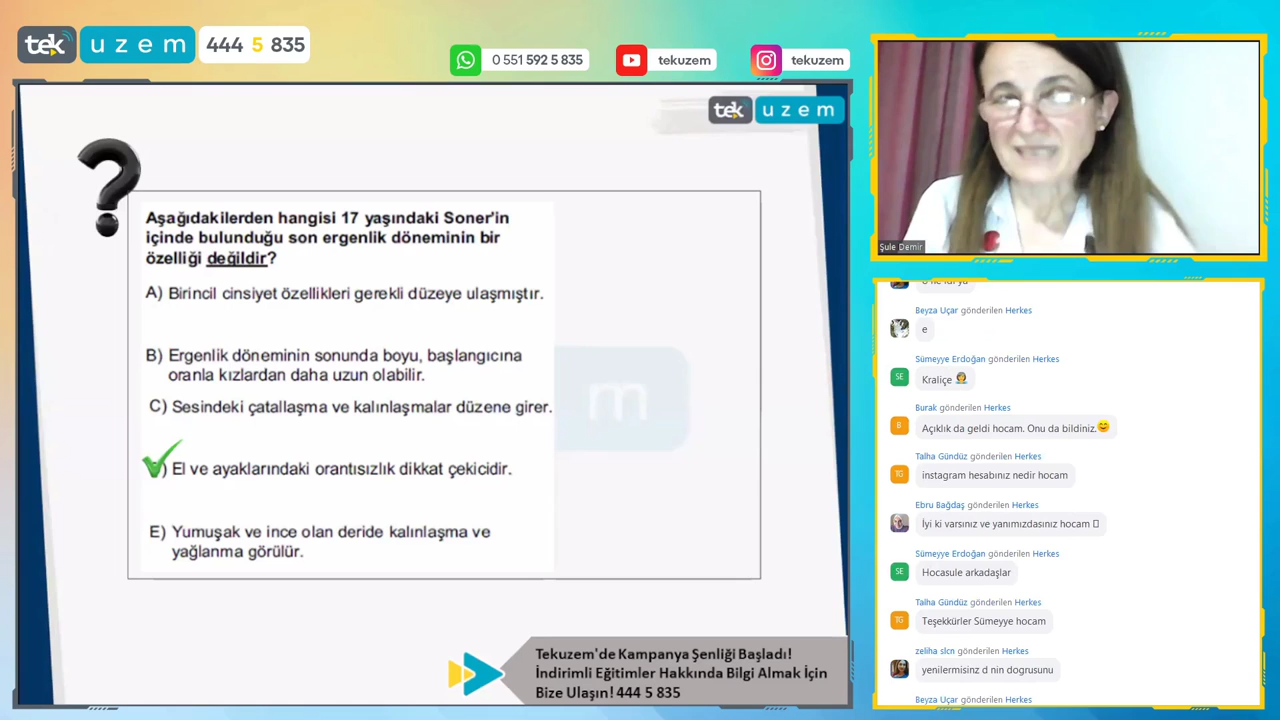 tek uzem 444 5 835
0 551 592 5 835
tekuzem
tekuzem
tek uzem
Aşağıdakilerden hangisi 17 yaşındaki Soner'in
içinde bulunduğu son ergenlik döneminin bir
özelliği değildir?
A) Birincil cinsiyet özellikleri gerekli düzeye ulaşmıştır.
B) Ergenlik döneminin sonunda boyu, başlangıcına
oranla kızlardan daha uzun olabilir.
C) Sesindeki çatallaşma ve kalınlaşmalar düzene girer.
) El ve ayaklarındaki orantısızlık dikkat çekicidir.
E) Yumuşak ve ince olan deride kalınlaşma ve
yağlanma görülür.
m
Tekuzem'de Kampanya Şenliği Başladı!
İndirimli Eğitimler Hakkında Bilgi Almak İçin
Bize Ulaşın! 444 5 835
Şule Demir
Beyza Uçar gönderilen Herkes
e
Sümeyye Erdoğan gönderilen Herkes
SE
Kraliçe 👸
Burak gönderilen Herkes
B
Açıklık da geldi hocam. Onu da bildiniz.😊
Talha Gündüz gönderilen Herkes
TG
instagram hesabınız nedir hocam
Ebru Bağdaş gönderilen Herkes
İyi ki varsınız ve yanımızdasınız hocam
Sümeyye Erdoğan gönderilen Herkes
SE
Hocasule arkadaşlar
Talha Gündüz gönderilen Herkes
TG
Teşekkürler Sümeyye hocam
zeliha slcn gönderilen Herkes
yenilermisinz d nin dogrusunu
Beyza Uçar gönderilen Herkes